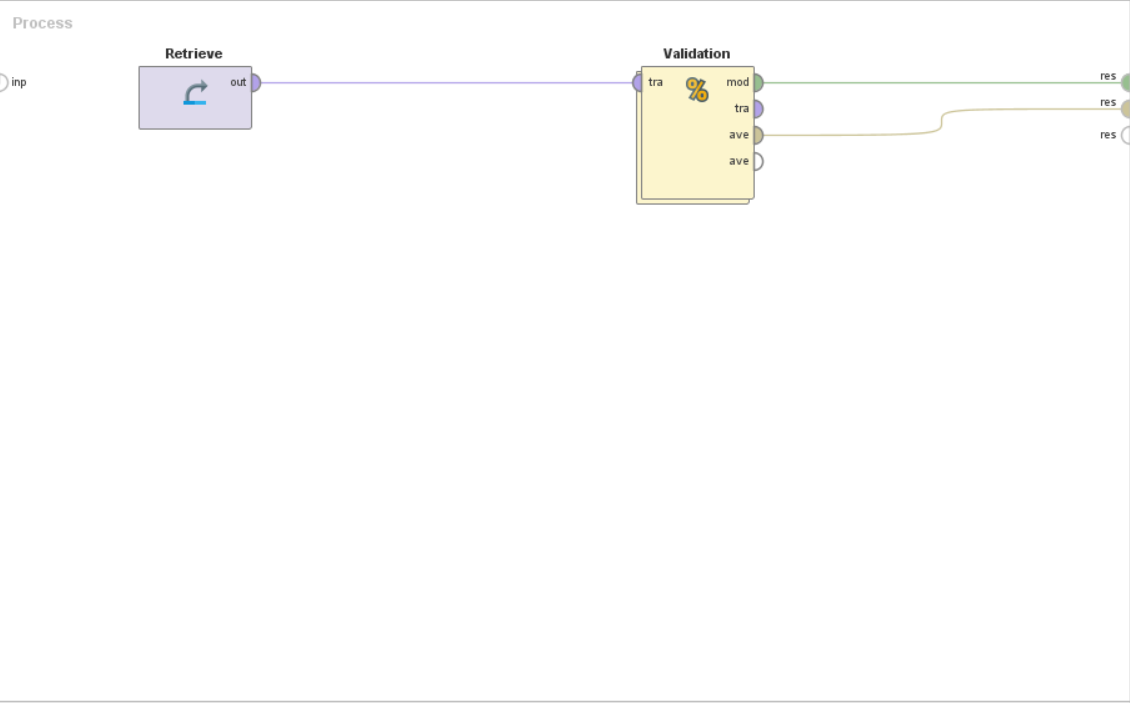 Process
Retrieve
Validation
inp
out
tra
%
mod
tra
ave
ave
res
res
res